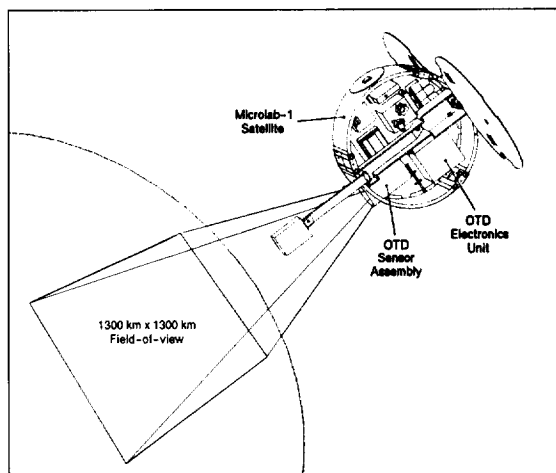 Microlab-1
Satellite
OTD
Electronics
Unit
OTD
Sensor
Assembly
1300 km x 1300 km
Field-of-view